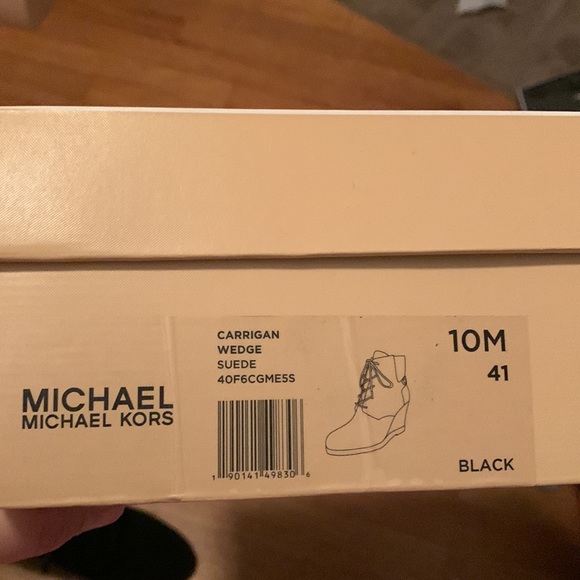 MICHAEL
MICHAEL KORS
CARRIGAN
WEDGE
SUEDE
40F6CGME5S
1 90141 49830 6
10M
41
BLACK